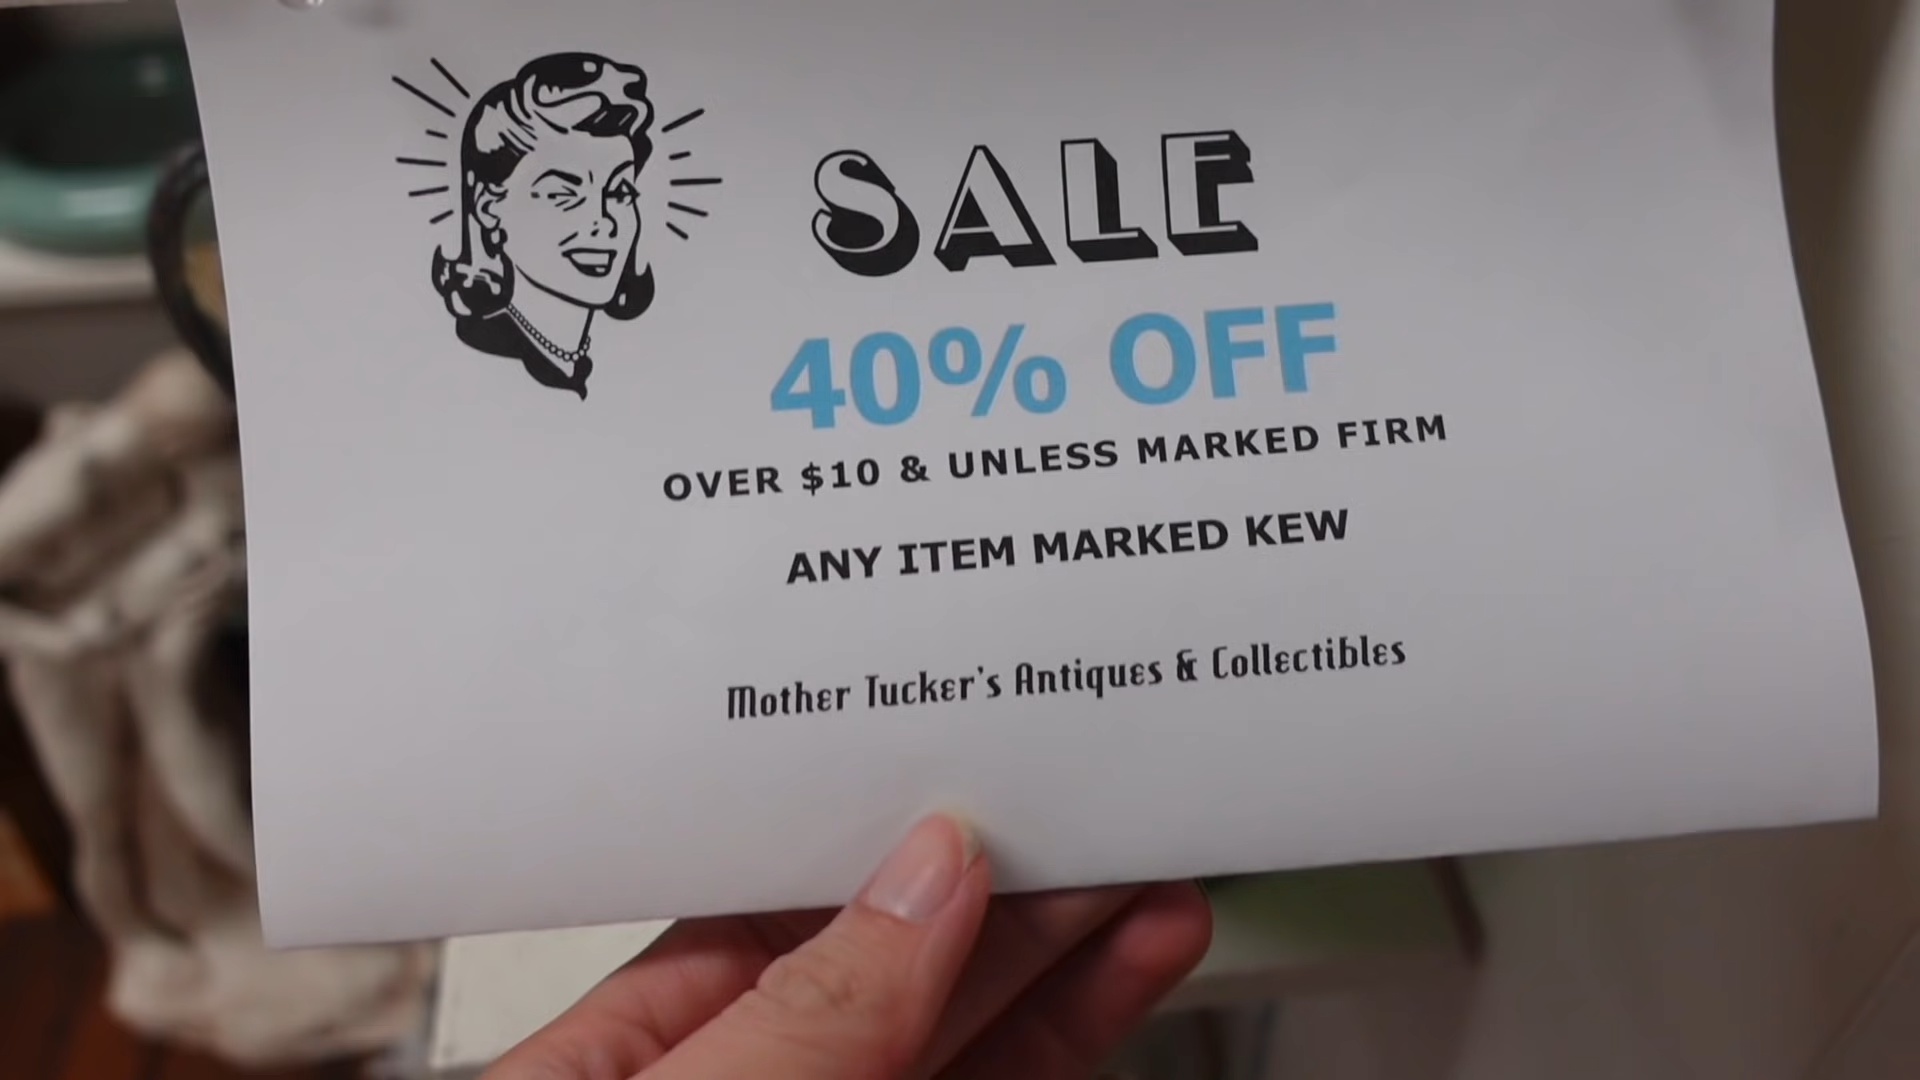 SALE
40% OFF
OVER $10 & UNLESS MARKED FIRM
ANY ITEM MARKED KEW
Mother Tucker's Antiques & Collectibles